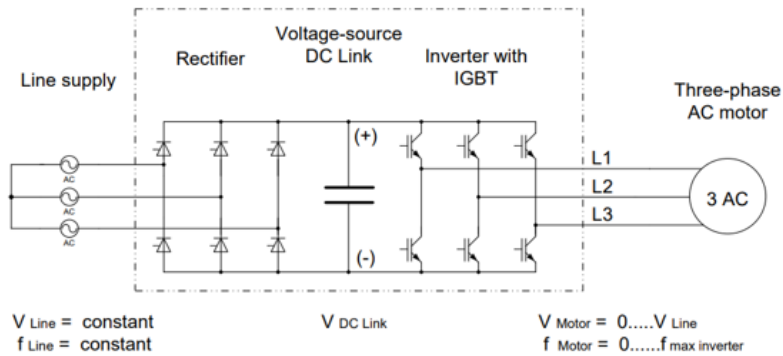 Voltage-source
DC Link
Rectifier
Inverter with
IGBT
Line supply
Three-phase
AC motor
(+)
AC
AC
AC
L1
L2
L3
3 AC
(-)
V Line = constant
f Line = constant
V DC Link
V Motor = 0.....V Line
f Motor = 0......f max inverter